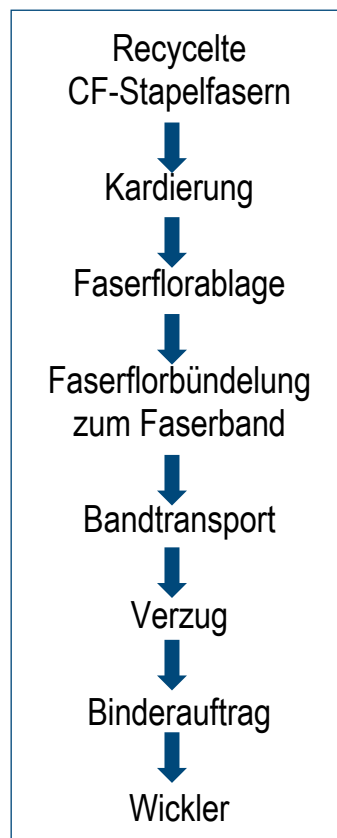 Recycelte
CF-Stapelfasern
Kardierung
Faserflorablage
Faserflorbündelung
zum Faserband
Bandtransport
Verzug
Binderauftrag
Wickler